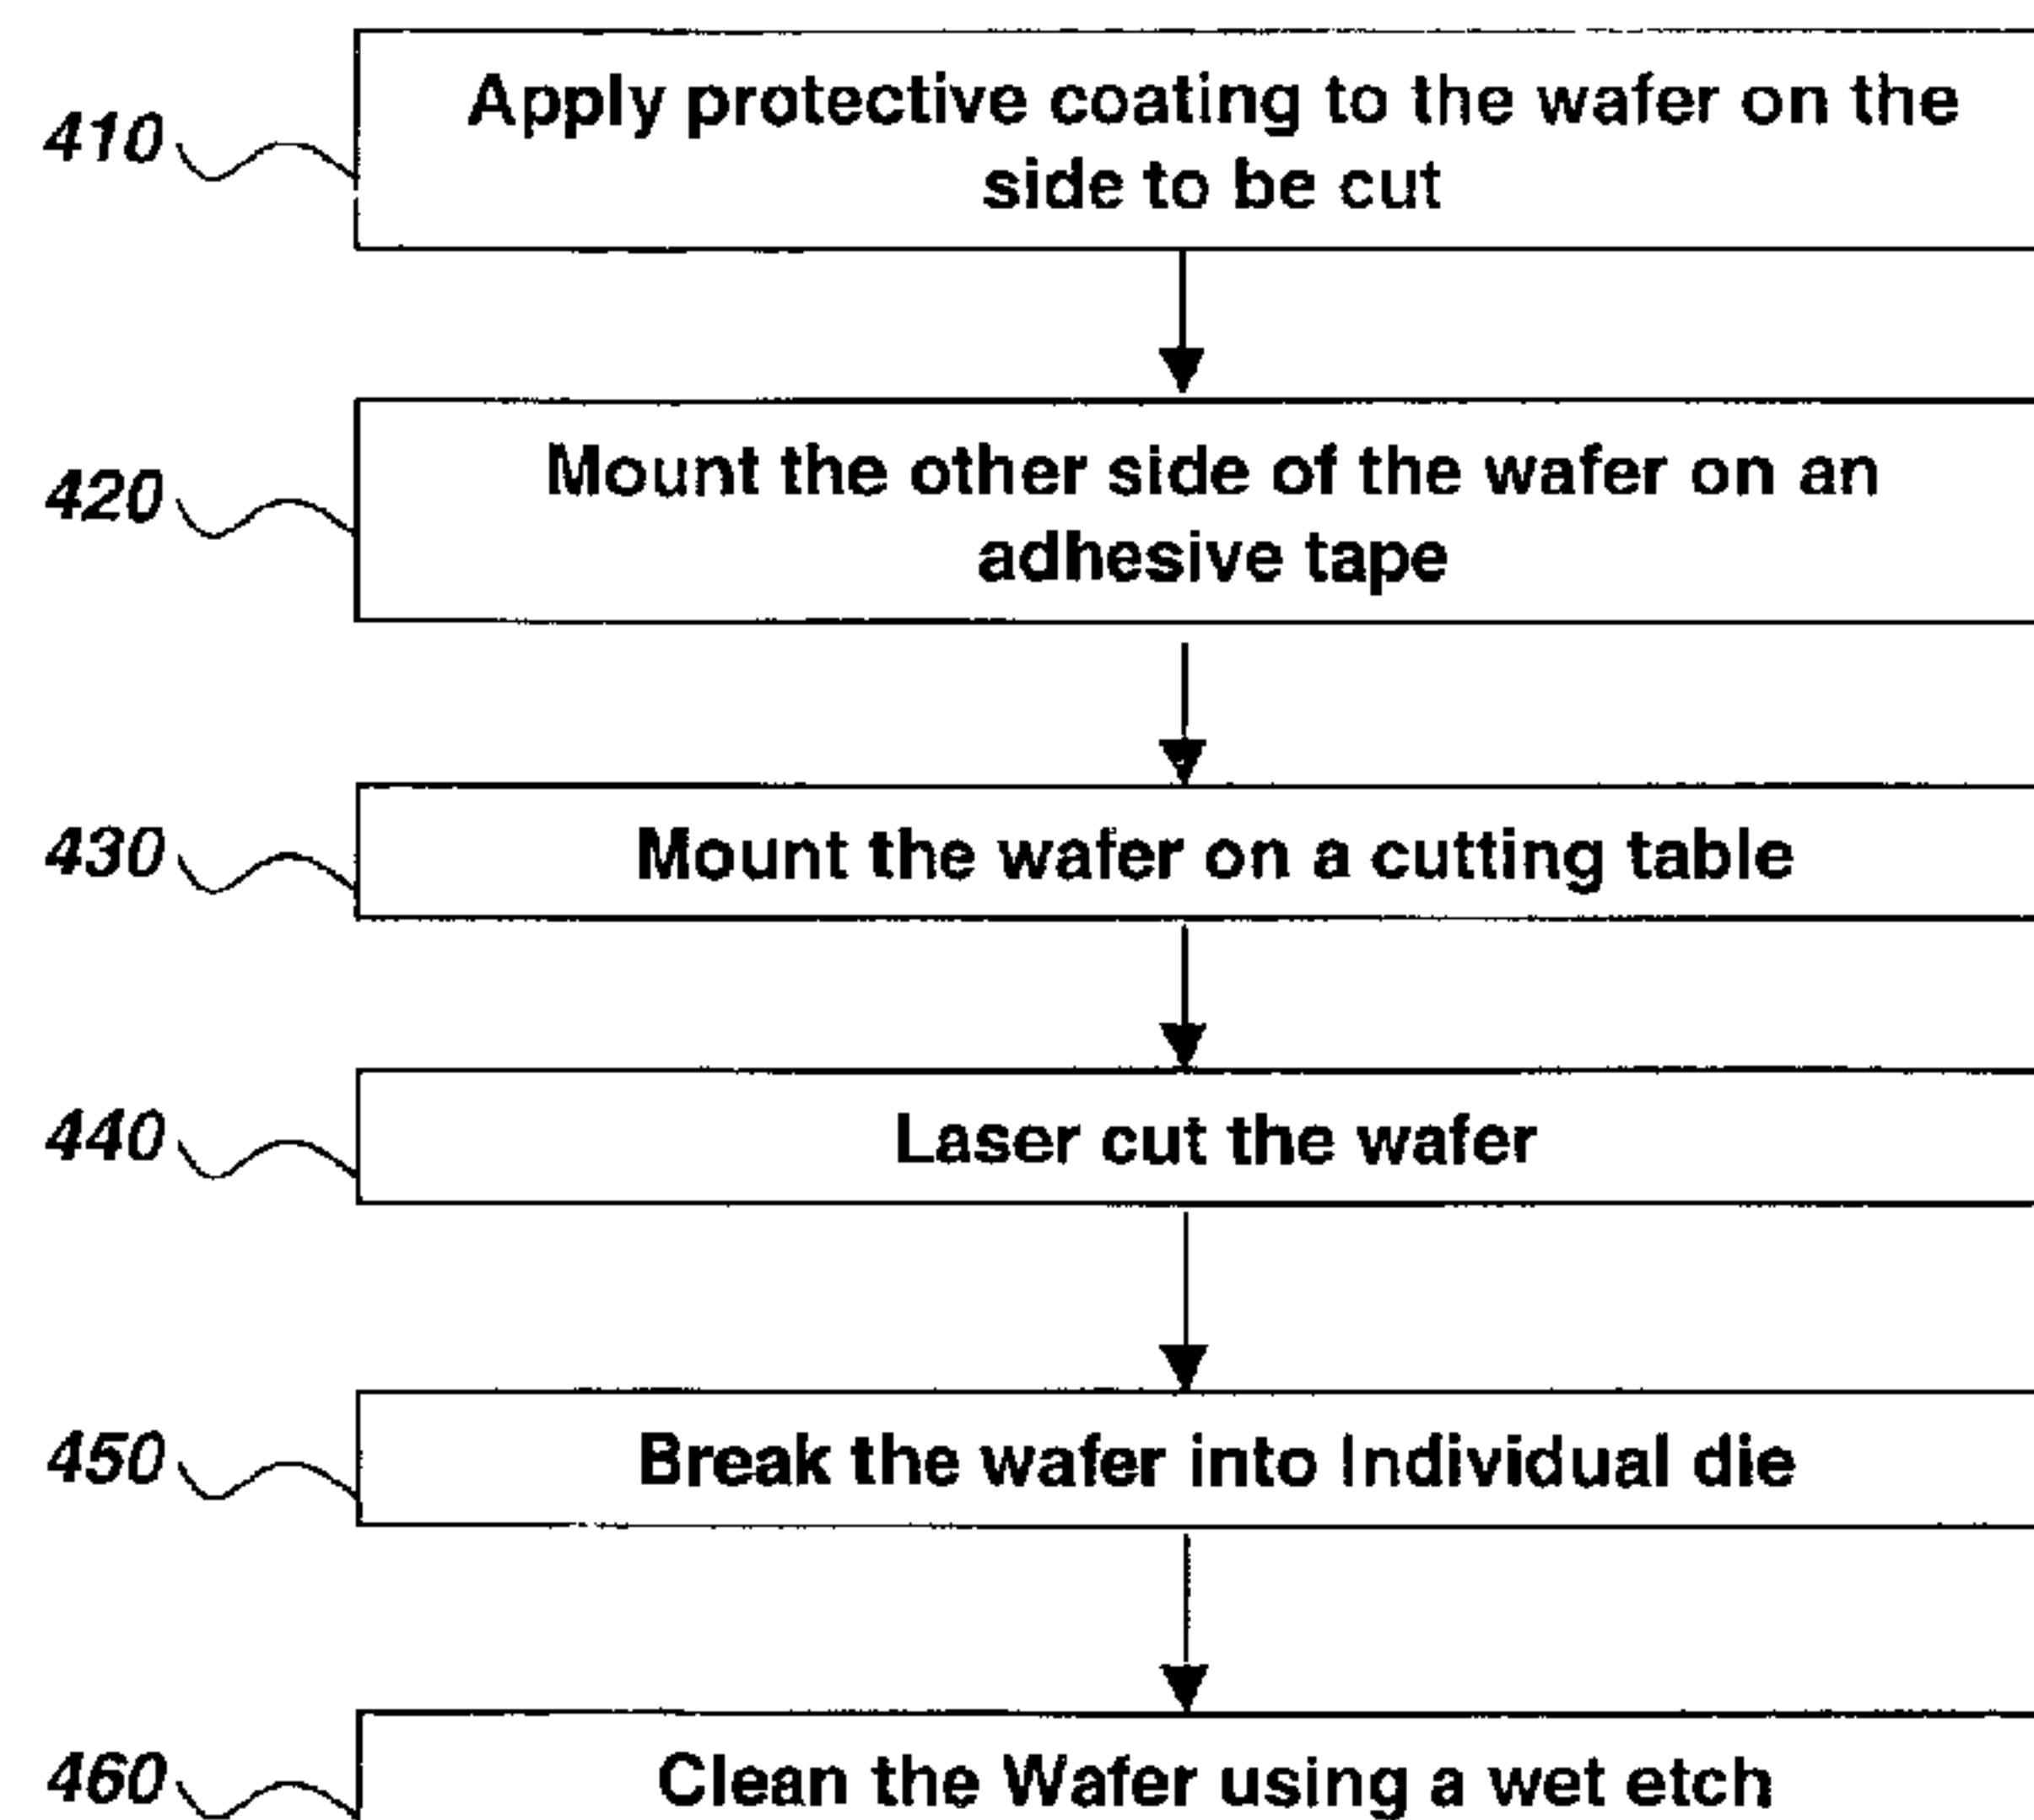 410
Apply protective coating to the wafer on the
side to be cut
420
Mount the other side of the wafer on an
adhesive tape
430
Mount the wafer on a cutting table
440
Laser cut the wafer
450
Break the wafer into Individual die
460
Clean the Wafer using a wet etch